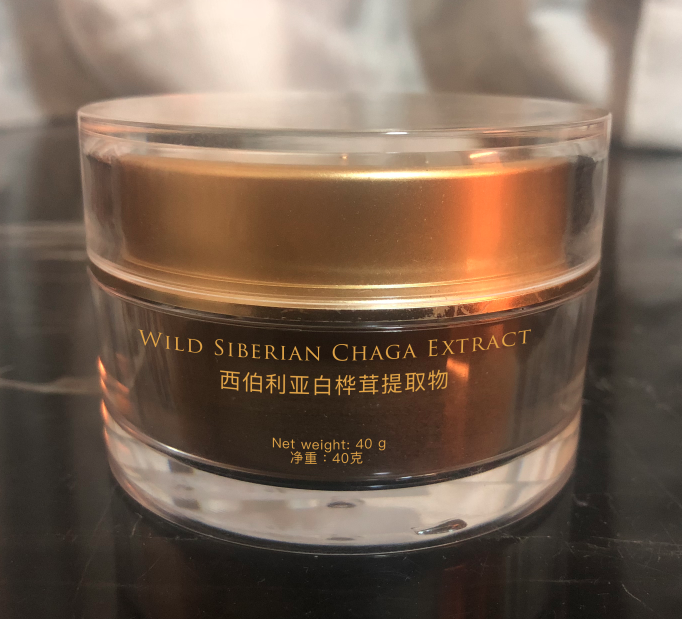 Wild Siberian Chaga Extract
西伯利亚白桦茸提取物
Net weight: 40 g
净重：40克